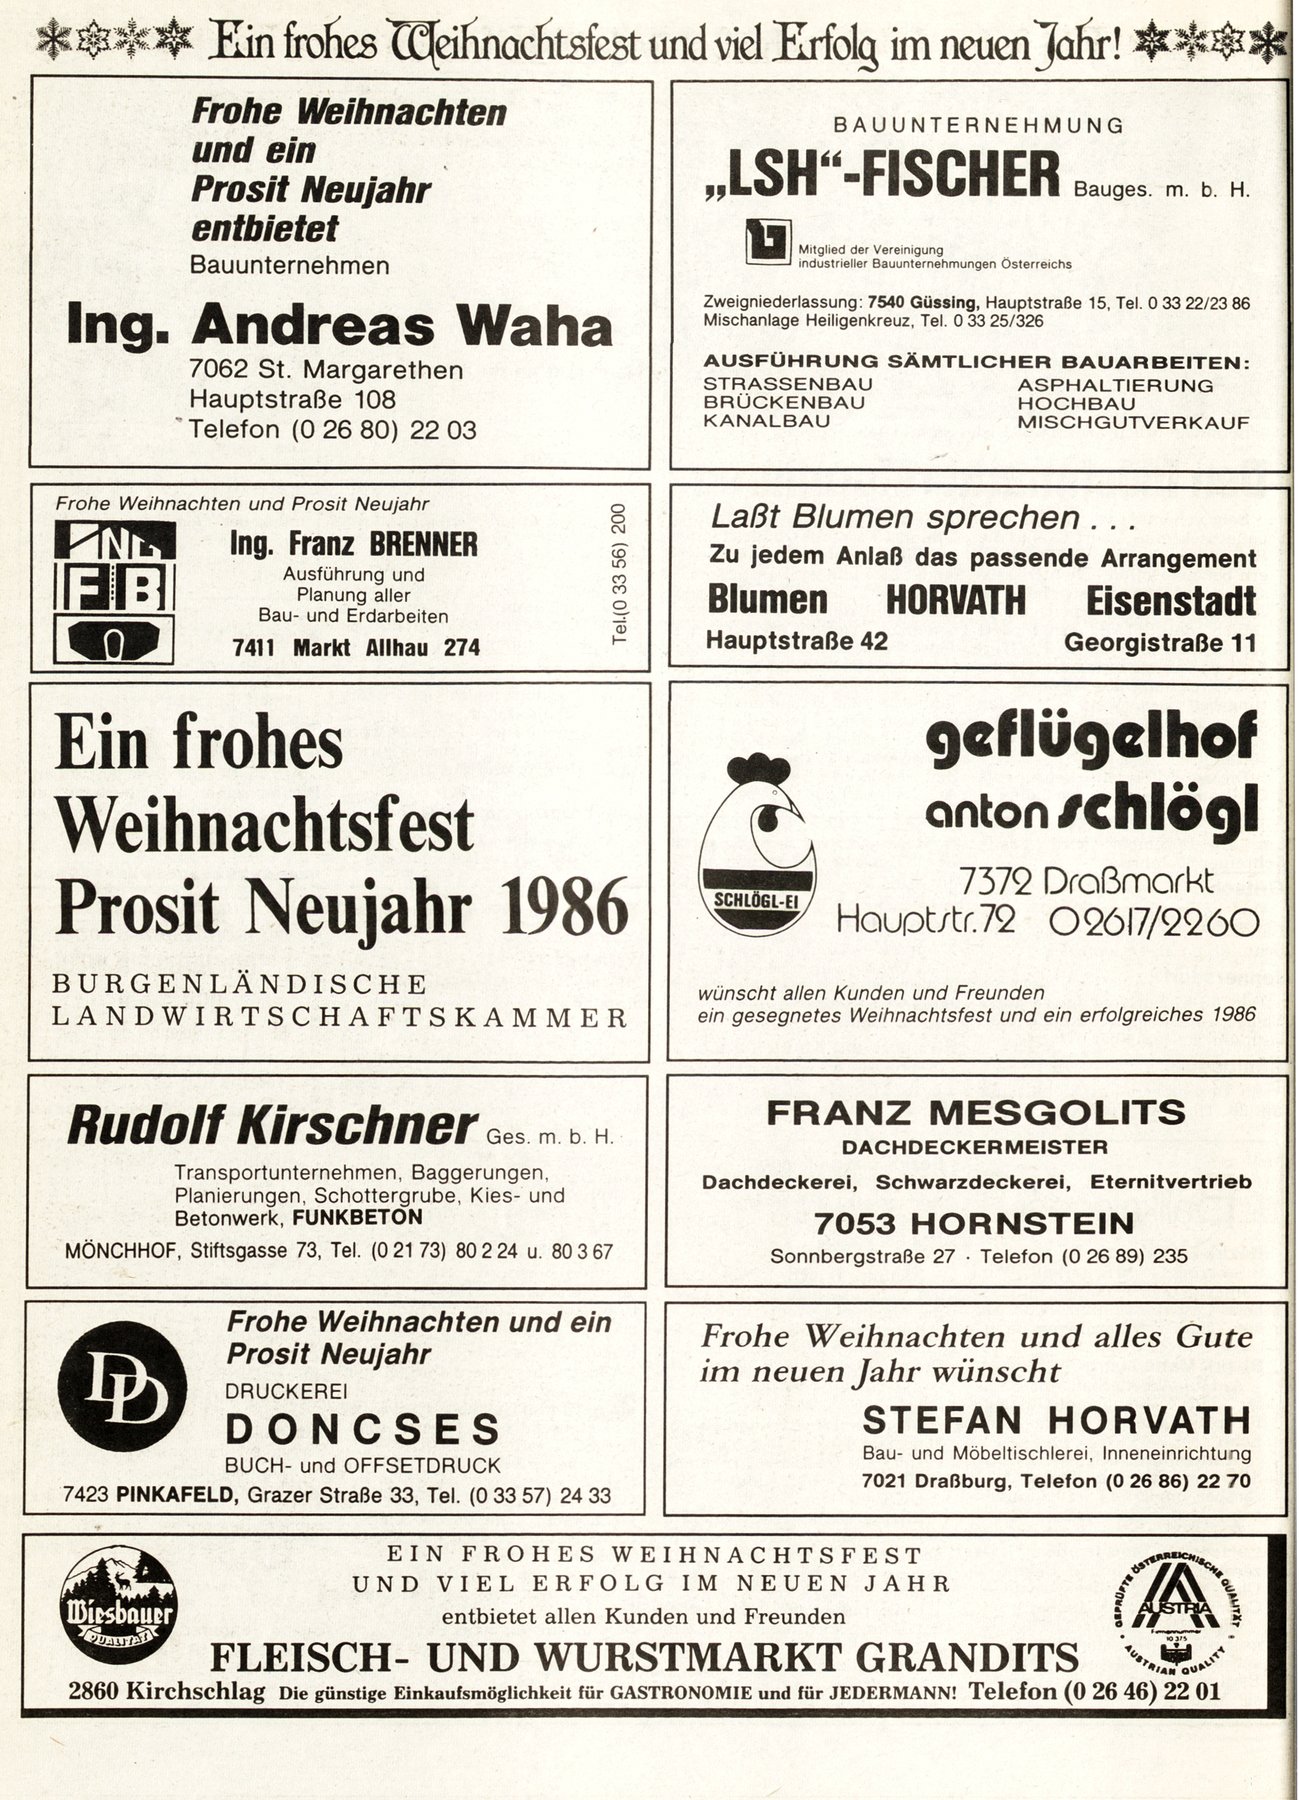 Ein frohes Weihnachtsfest und viel Erfolg im neuen Jahr!
Frohe Weihnachten
und ein
Prosit Neujahr
entbietet
Bauunternehmen
Ing. Andreas Waha
7062 St. Margarethen
Hauptstraße 108
Telefon (0 26 80) 22 03
BAUUNTERNEHMUNG
„LSH“-FISCHER Bauges. m. b. H.
Mitglied der Vereinigung
industrieller Bauunternehmungen Österreichs
Zweigniederlassung: 7540 Güssing, Hauptstraße 15, Tel. 0 33 22/23 86
Mischanlage Heiligenkreuz, Tel. 0 33 25/326
AUSFÜHRUNG SÄMTLICHER BAUARBEITEN:
STRASSENBAU ASPHALTIERUNG
BRÜCKENBAU HOCHBAU
KANALBAU MISCHGUTVERKAUF
Frohe Weihnachten und Prosit Neujahr
ING
F B
Ing. Franz BRENNER
Ausführung und
Planung aller
Bau- und Erdarbeiten
7411 Markt Allhau 274
Tel.(0 33 56) 200
Laßt Blumen sprechen . . .
Zu jedem Anlaß das passende Arrangement
Blumen HORVATH Eisenstadt
Hauptstraße 42 Georgistraße 11
Ein frohes
Weihnachtsfest
Prosit Neujahr 1986
BURGENLÄNDISCHE
LANDWIRTSCHAFTSKAMMER
geflügelhof
anton schlögl
SCHLÖGL-EI
7372 Draßmarkt
Hauptstr. 72 02617/2260
wünscht allen Kunden und Freunden
ein gesegnetes Weihnachtsfest und ein erfolgreiches 1986
Rudolf Kirschner Ges. m. b. H.
Transportunternehmen, Baggerungen,
Planierungen, Schottergrube, Kies- und
Betonwerk, FUNKBETON
MÖNCHHOF, Stiftsgasse 73, Tel. (0 21 73) 80 2 24 u. 80 3 67
FRANZ MESGOLITS
DACHDECKERMEISTER
Dachdeckerei, Schwarzdeckerei, Eternitvertrieb
7053 HORNSTEIN
Sonnbergstraße 27 · Telefon (0 26 89) 235
DD
Frohe Weihnachten und ein
Prosit Neujahr
DRUCKEREI
DONCSES
BUCH- und OFFSETDRUCK
7423 PINKAFELD, Grazer Straße 33, Tel. (0 33 57) 24 33
Frohe Weihnachten und alles Gute
im neuen Jahr wünscht
STEFAN HORVATH
Bau- und Möbeltischlerei, Inneneinrichtung
7021 Draßburg, Telefon (0 26 86) 22 70
Wiesbauer
QUALITÄT
EIN FROHES WEIHNACHTSFEST
UND VIEL ERFOLG IM NEUEN JAHR
entbietet allen Kunden und Freunden
FLEISCH- UND WURSTMARKT GRANDITS
2860 Kirchschlag Die günstige Einkaufsmöglichkeit für GASTRONOMIE und für JEDERMANN! Telefon (0 26 46) 22 01
GEPRÜFTE ÖSTERREICHISCHE QUALITÄT
AUSTRIA
Firmennummer
10 375
AUSTRIAN QUALITY